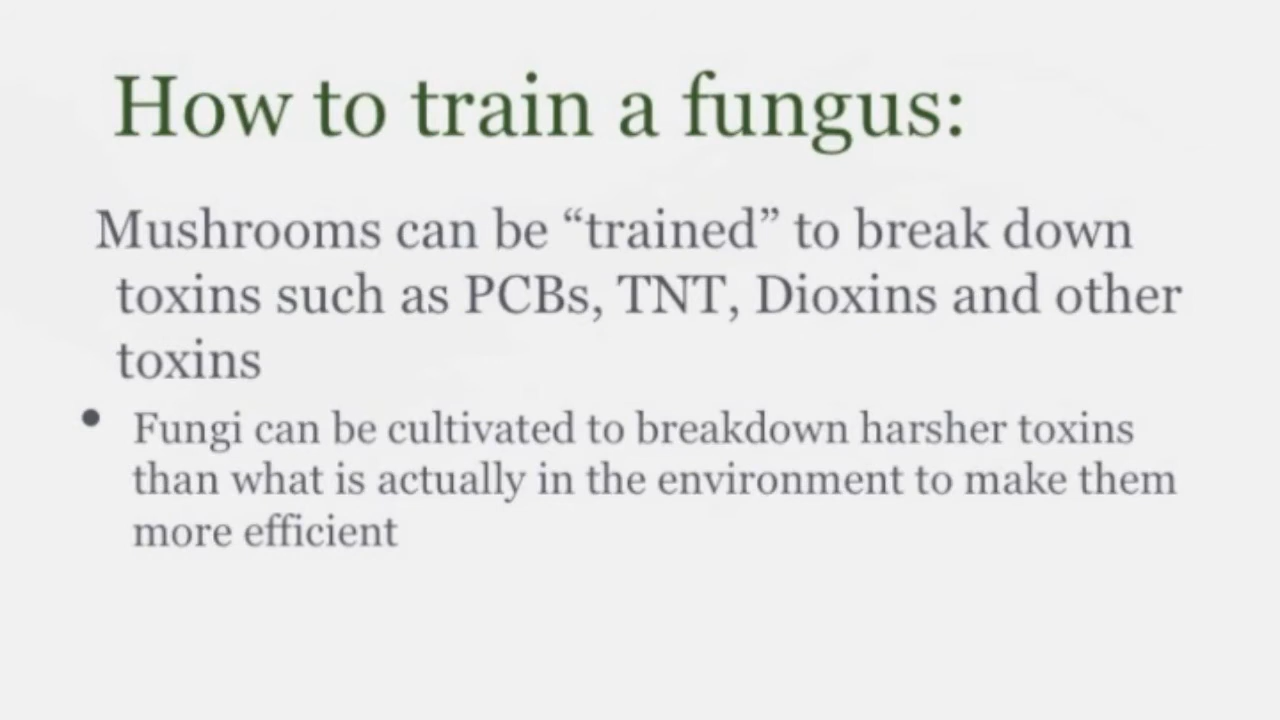 How to train a fungus:
Mushrooms can be “trained” to break down
toxins such as PCBs, TNT, Dioxins and other
toxins
• Fungi can be cultivated to breakdown harsher toxins
than what is actually in the environment to make them
more efficient